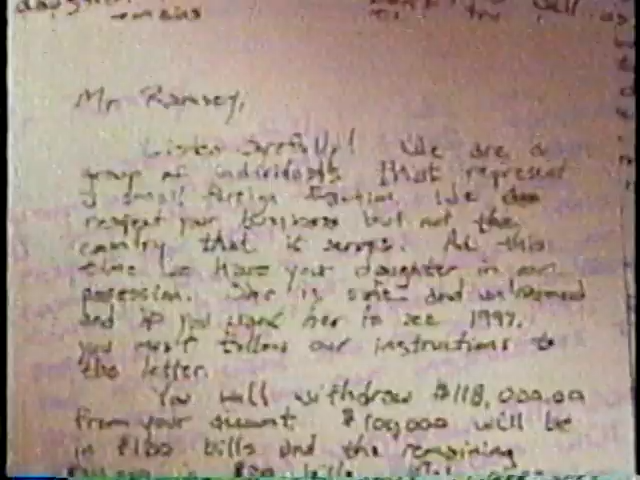 Mr. Ramsey,
Listen Carefully! We are a
group of individuals that represent
a small foreign faction. We do
respect your bussiness but not the
country that it serves. At this
time we have your daughter in our
posession. She is safe and unharmed
and if you want her to see 1997,
you must follow our instructions to
the letter.
You will withdraw $118,000.00
from your account. $100,000 will be
in $100 bills and the remaining